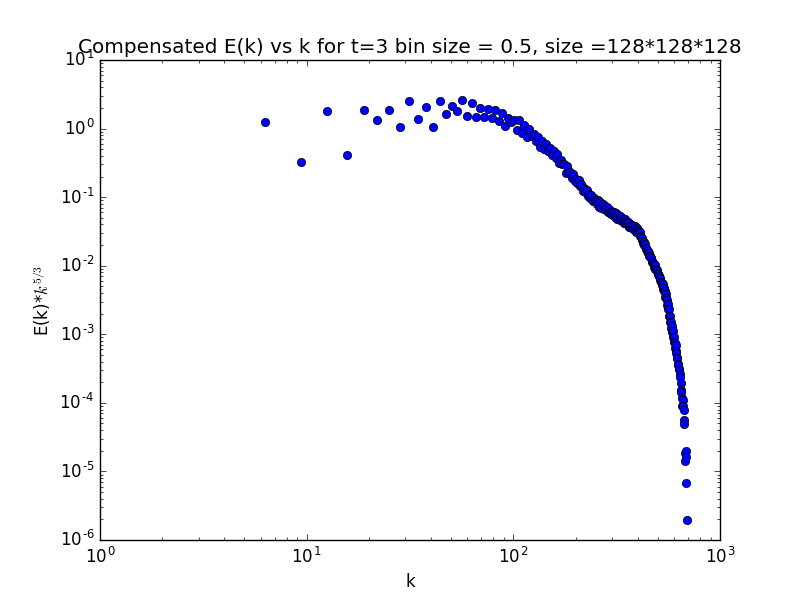 Compensated E(k) vs k for t=3 bin size = 0.5, size =128*128*128
10^1
10^0
10^-1
10^-2
10^-3
10^-4
10^-5
10^-6
E(k)*k^5/3
10^0 10^1 10^2 10^3
k